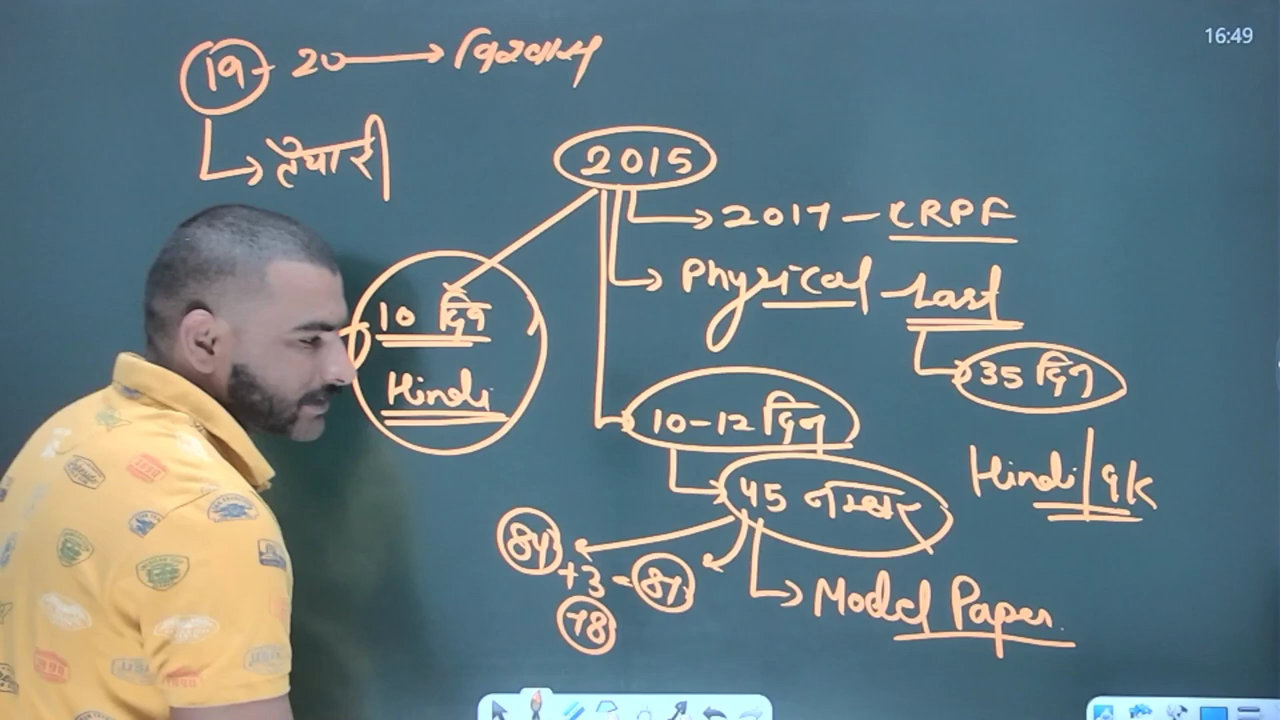 16:49
19 - 20 → विश्वास
तैयारी
2015
2017 - CRPF
Physical Last
10 दिन
35 दिन
Hindi
10-12 दिन
Hindi/GK
45 नम्बर
84
+3 - 87
78
Model Paper.